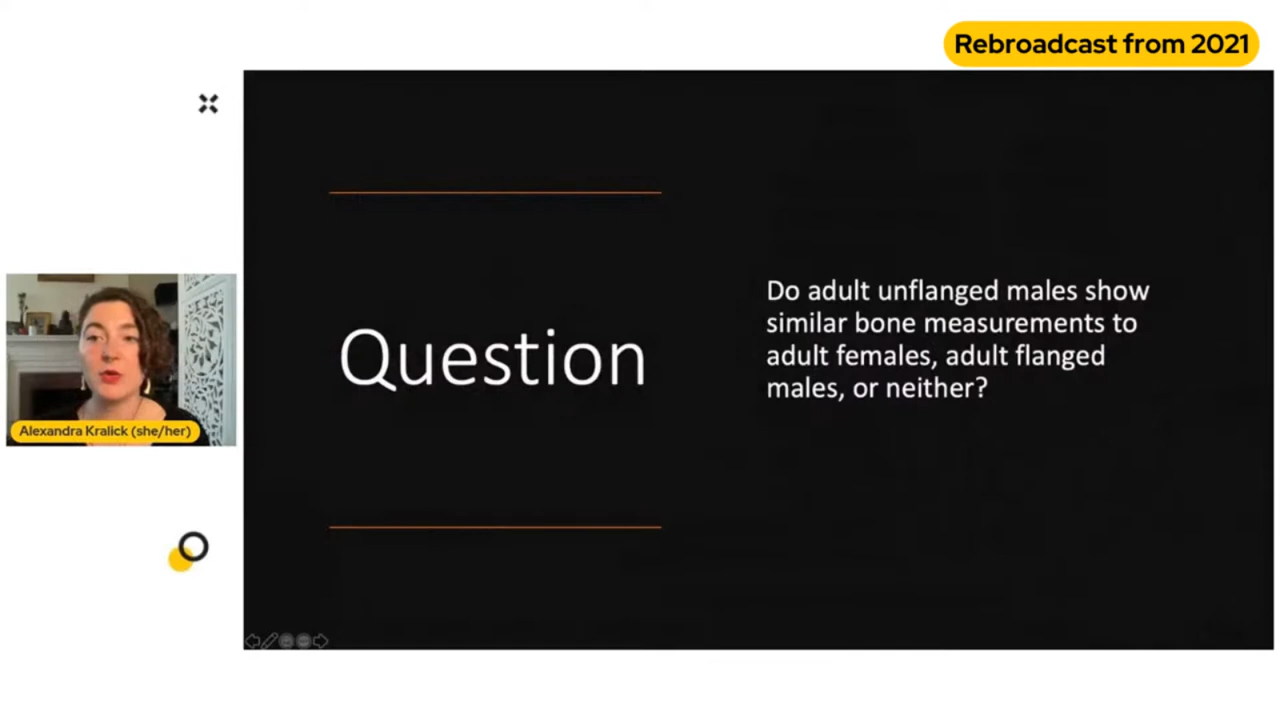 Rebroadcast from 2021
Question
Do adult unflanged males show
similar bone measurements to
adult females, adult flanged
males, or neither?
Alexandra Kralick (she/her)